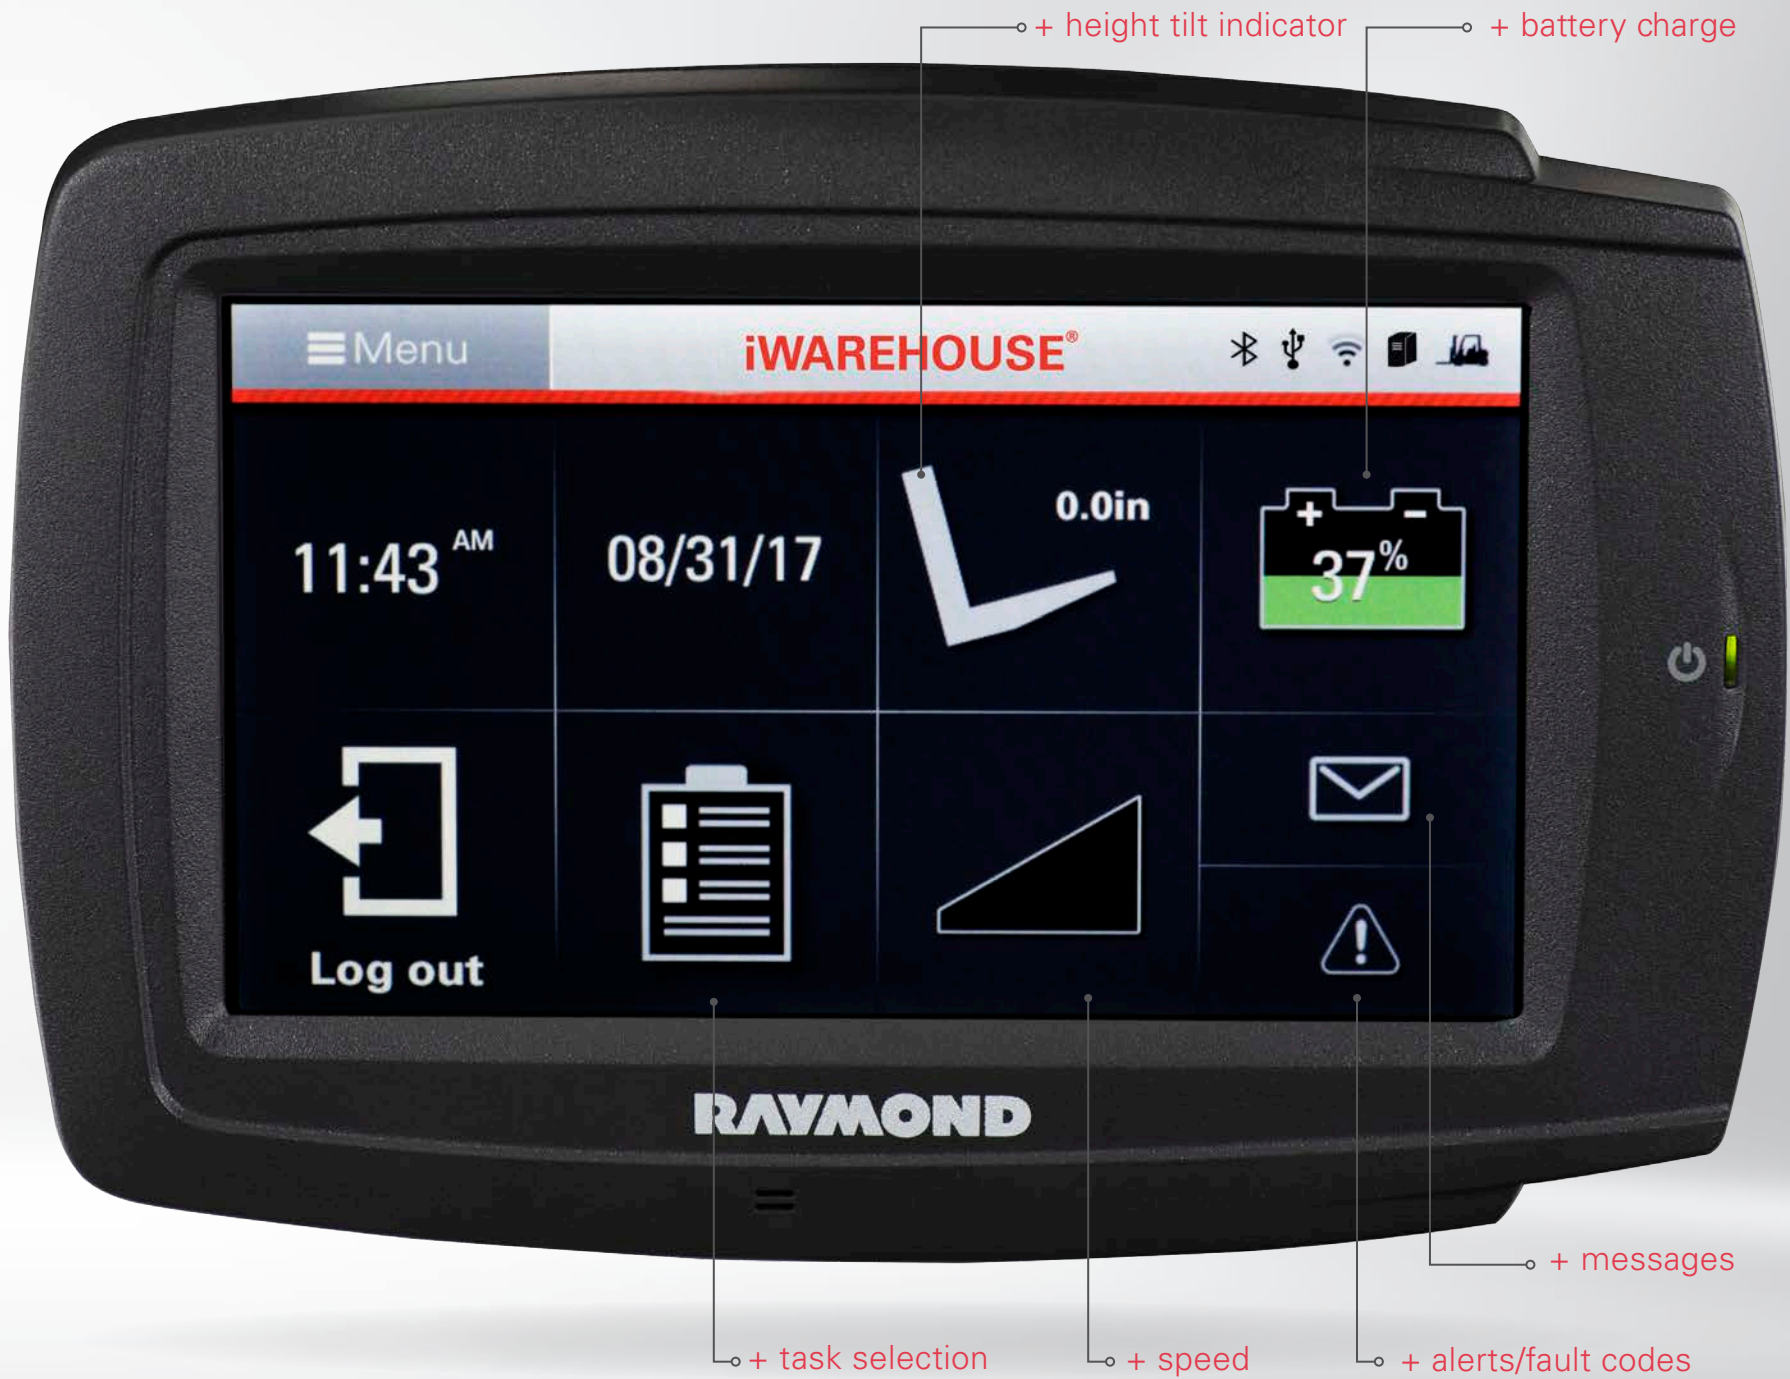 + height tilt indicator
+ battery charge
Menu
iWAREHOUSE®
11:43 AM
08/31/17
0.0in
+ -
37%
Log out
RAYMOND
+ messages
+ task selection
+ speed
+ alerts/fault codes